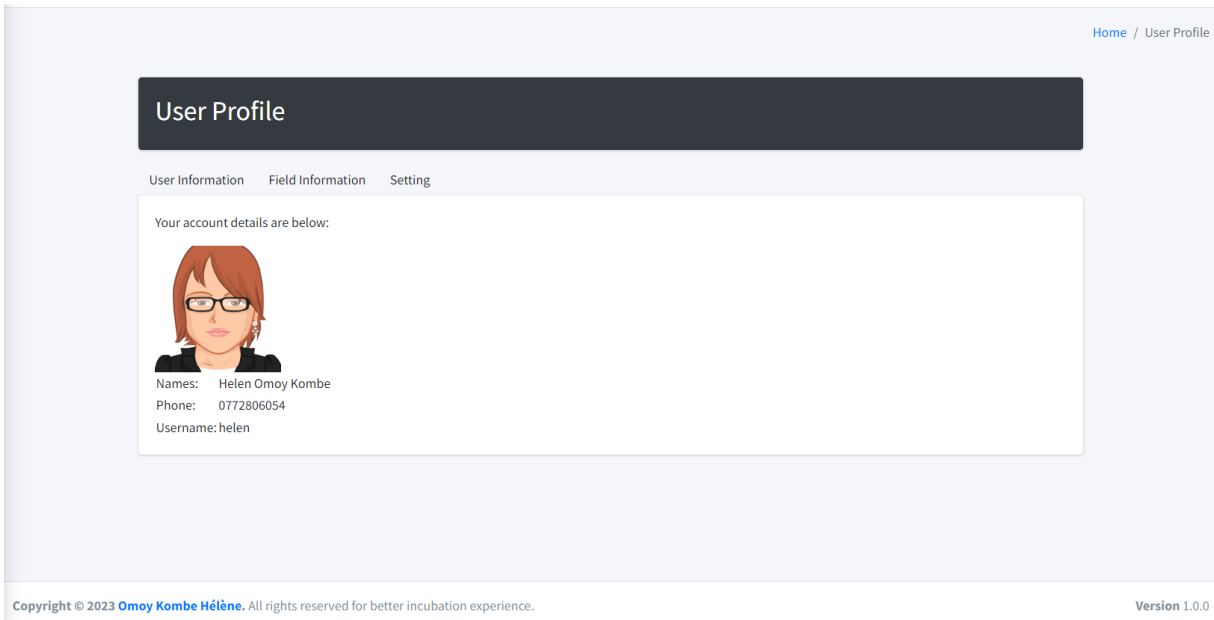 Home / User Profile
User Profile
User Information Field Information Setting
Your account details are below:
Names: Helen Omoy Kombe
Phone: 0772806054
Username: helen
Copyright © 2023 Omoy Kombe Hélène. All rights reserved for better incubation experience. Version 1.0.0